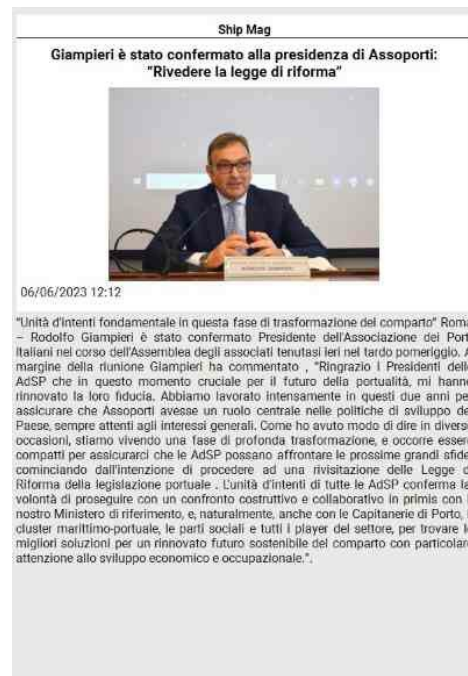 Ship Mag
Giampieri è stato confermato alla presidenza di Assoporti:
"Rivedere la legge di riforma"
06/06/2023 12:12
"Unità d'intenti fondamentale in questa fase di trasformazione del comparto" Roma
– Rodolfo Giampieri è stato confermato Presidente dell'Associazione dei Port
Italiani nel corso dell'Assemblea degli associati tenutasi ieri nel tardo pomeriggio. A
margine della riunione Giampieri ha commentato , "Ringrazio i Presidenti delle
AdSP che in questo momento cruciale per il futuro della portualità, mi hanno
rinnovato la loro fiducia. Abbiamo lavorato intensamente in questi due anni per
assicurare che Assoporti avesse un ruolo centrale nelle politiche di sviluppo del
Paese, sempre attenti agli interessi generali. Come ho avuto modo di dire in diverse
occasioni, stiamo vivendo una fase di profonda trasformazione, e occorre essere
compatti per assicurarci che le AdSP possano affrontare le prossime grandi sfide,
cominciando dall'intenzione di procedere ad una rivisitazione delle Legge d
Riforma della legislazione portuale . L'unità d'intenti di tutte le AdSP conferma la
volontà di proseguire con un confronto costruttivo e collaborativo in primis con i
nostro Ministero di riferimento, e, naturalmente, anche con le Capitanerie di Porto, i
cluster marittimo-portuale, le parti sociali e tutti i player del settore, per trovare le
migliori soluzioni per un rinnovato futuro sostenibile del comparto con particolare
attenzione allo sviluppo economico e occupazionale.".